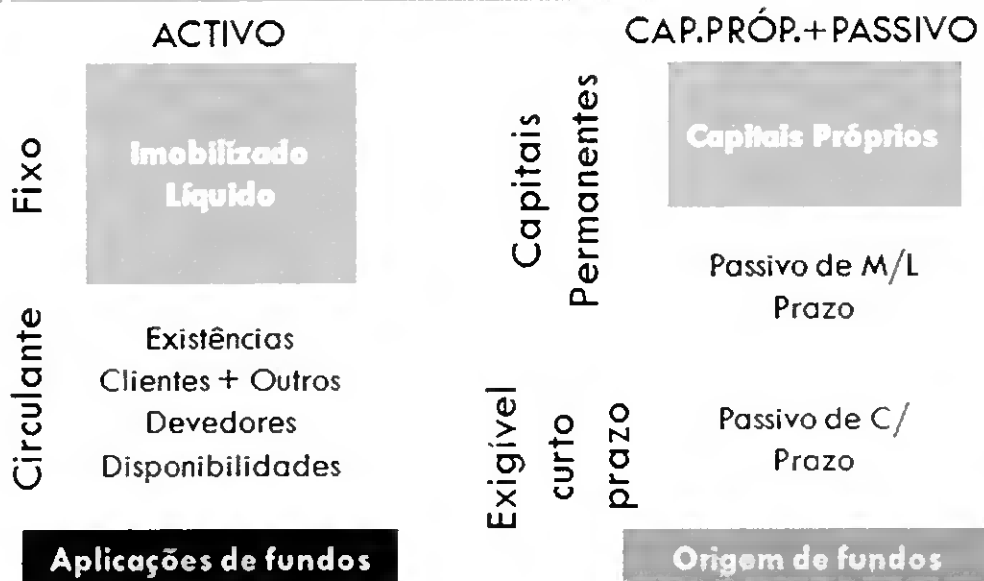 ACTIVO
Fixo
Imobilizado
Líquido
Circulante
Existências
Clientes + Outros
Devedores
Disponibilidades
Aplicações de fundos
CAP.PRÓP.+PASSIVO
Capitais
Permanentes
Capitais Próprios
Passivo de M/L
Prazo
Exigível
curto
prazo
Passivo de C/
Prazo
Origem de fundos